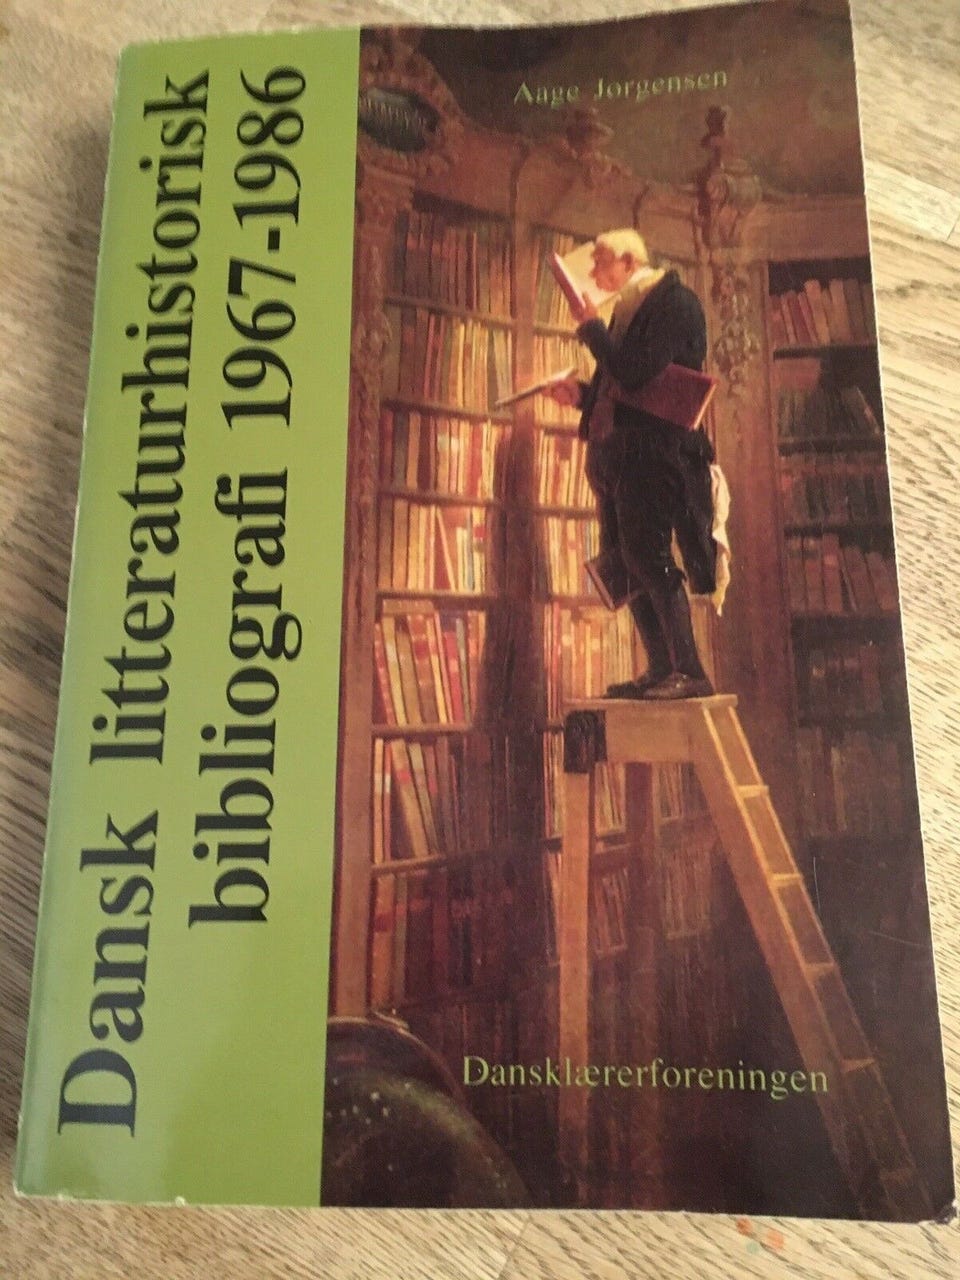 Dansk litteraturhistorisk
bibliografi 1967-1986
Aage Jørgensen
Dansklærerforeningen